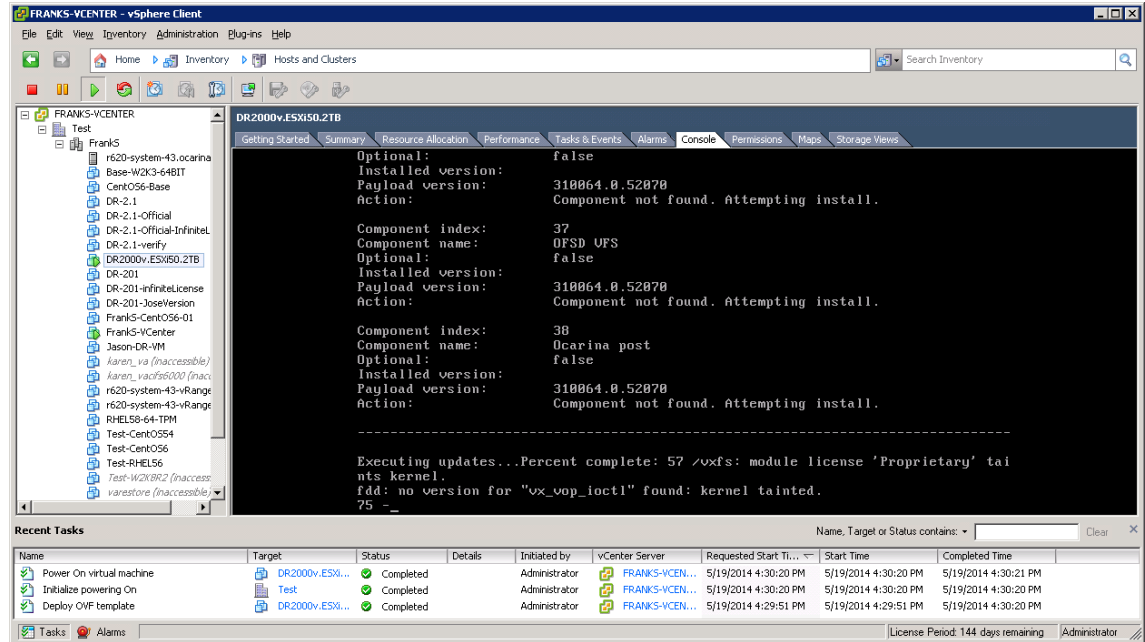 FRANKS-VCENTER - vSphere Client
File Edit View Inventory Administration Plug-ins Help
Home Inventory Hosts and Clusters Search Inventory
FRANKS-VCENTER
Test
FrankS
r620-system-43.ocarina
Base-W2K3-64BIT
CentOS6-Base
DR-2.1
DR-2.1-Official
DR-2.1-Official-InfiniteL
DR-2.1-verify
DR2000v.ESXi50.2TB
DR-201
DR-201-infiniteLicense
DR-201-JoseVersion
FrankS-CentOS6-01
FrankS-VCenter
Jason-DR-VM
karen_va (inaccessible)
karen_vacifs6000 (inacc
r620-system-43-vRange
r620-system-43-vRange
RHEL58-64-TPM
Test-CentOS54
Test-CentOS6
Test-RHEL56
Test-W2K8R2 (inaccess
varestore (inaccessible)
DR2000v.ESXi50.2TB
Getting Started Summary Resource Allocation Performance Tasks & Events Alarms Console Permissions Maps Storage Views
Optional: false
Installed version:
Payload version: 310064.0.52070
Action: Component not found. Attempting install.
Component index: 37
Component name: OFSD VFS
Optional: false
Installed version:
Payload version: 310064.0.52070
Action: Component not found. Attempting install.
Component index: 38
Component name: Ocarina post
Optional: false
Installed version:
Payload version: 310064.0.52070
Action: Component not found. Attempting install.
--------------------------------------------------------------------------------
Executing updates...Percent complete: 57 /vxfs: module license 'Proprietary' tai
nts kernel.
fdd: no version for "vx_vop_ioctl" found: kernel tainted.
75 -_
Recent Tasks Name, Target or Status contains: Clear
Name Target Status Details Initiated by vCenter Server Requested Start Ti... Start Time Completed Time
Power On virtual machine DR2000v.ESXi... Completed Administrator FRANKS-VCEN... 5/19/2014 4:30:20 PM 5/19/2014 4:30:20 PM 5/19/2014 4:30:21 PM
Initialize powering On Test Completed Administrator FRANKS-VCEN... 5/19/2014 4:30:20 PM 5/19/2014 4:30:20 PM 5/19/2014 4:30:20 PM
Deploy OVF template DR2000v.ESXi... Completed Administrator FRANKS-VCEN... 5/19/2014 4:29:51 PM 5/19/2014 4:29:51 PM 5/19/2014 4:30:20 PM
Tasks Alarms License Period: 144 days remaining Administrator